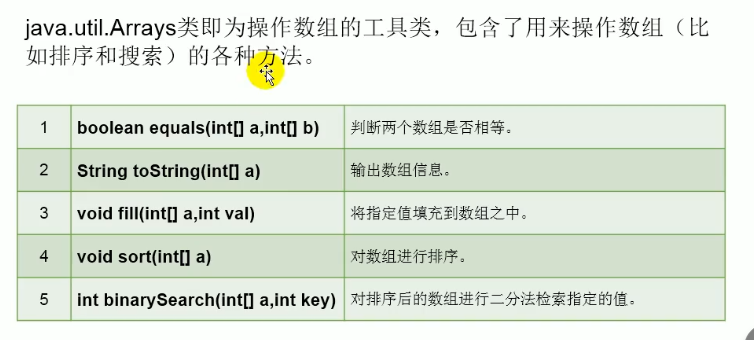 java.util.Arrays类即为操作数组的工具类，包含了用来操作数组（比
如排序和搜索）的各种方法。
1 boolean equals(int[] a,int[] b) 判断两个数组是否相等。
2 String toString(int[] a) 输出数组信息。
3 void fill(int[] a,int val) 将指定值填充到数组之中。
4 void sort(int[] a) 对数组进行排序。
5 int binarySearch(int[] a,int key) 对排序后的数组进行二分法检索指定的值。